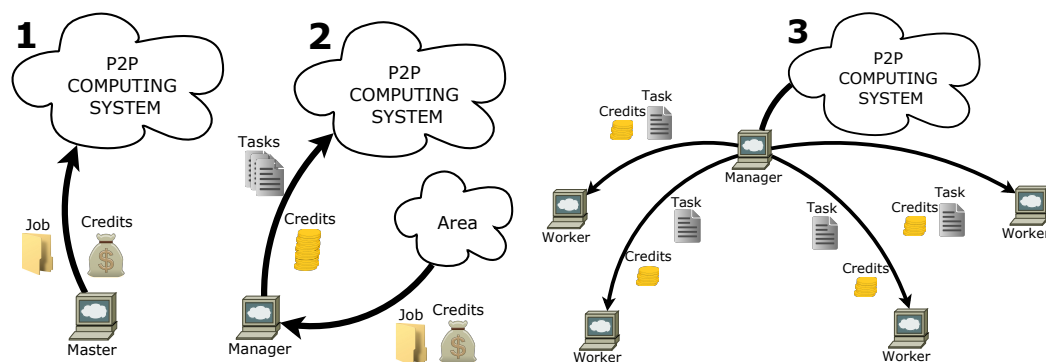 1
P2P
COMPUTING
SYSTEM
Job
Credits
Master
2
P2P
COMPUTING
SYSTEM
Tasks
Credits
Area
Manager
Job
Credits
3
P2P
COMPUTING
SYSTEM
Credits
Task
Manager
Worker
Task
Credits
Worker
Task
Credits
Worker
Credits
Task
Worker